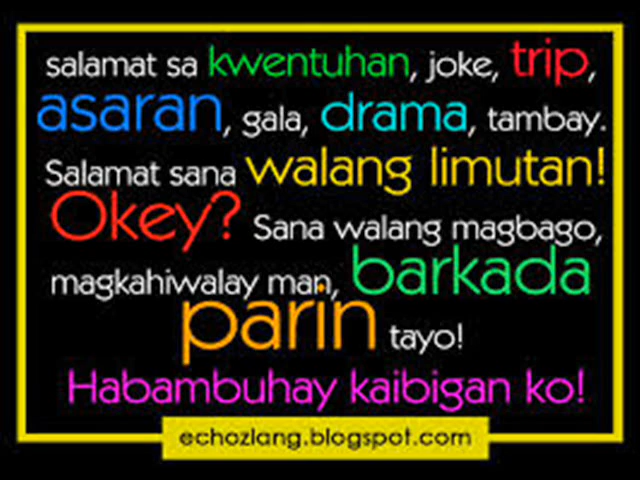 salamat sa kwentuhan, joke, trip,
asaran, gala, drama, tambay.
Salamat sana walang limutan!
Okey? Sana walang magbago,
magkahiwalay man, barkada
parin tayo!
Habambuhay kaibigan ko!
echozlang.blogspot.com